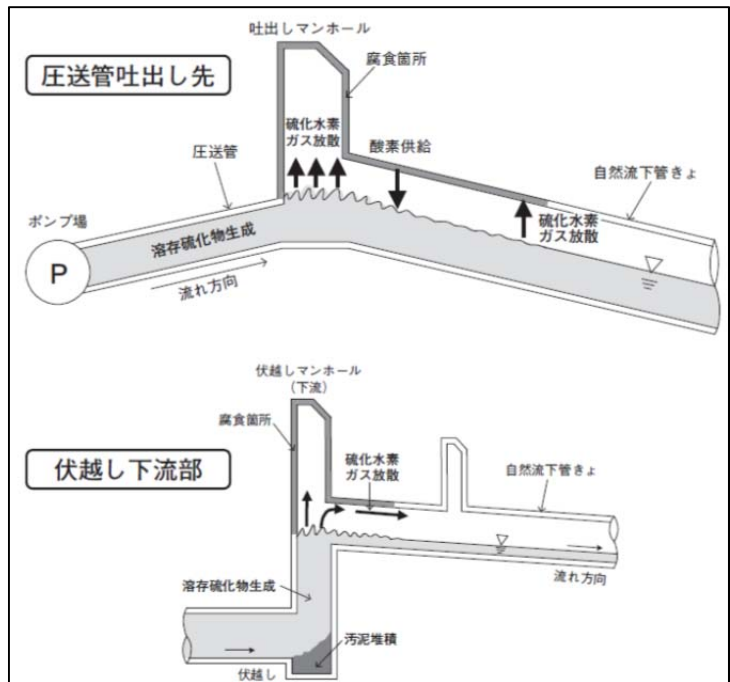 吐出しマンホール
圧送管吐出し先
腐食箇所
硫化水素
ガス放散
酸素供給
圧送管
自然流下管きょ
ポンプ場
P
溶存硫化物生成
硫化水素
ガス放散
流れ方向
伏越しマンホール
（下流）
腐食箇所
伏越し下流部
硫化水素
ガス放散
自然流下管きょ
流れ方向
溶存硫化物生成
汚泥堆積
伏越し